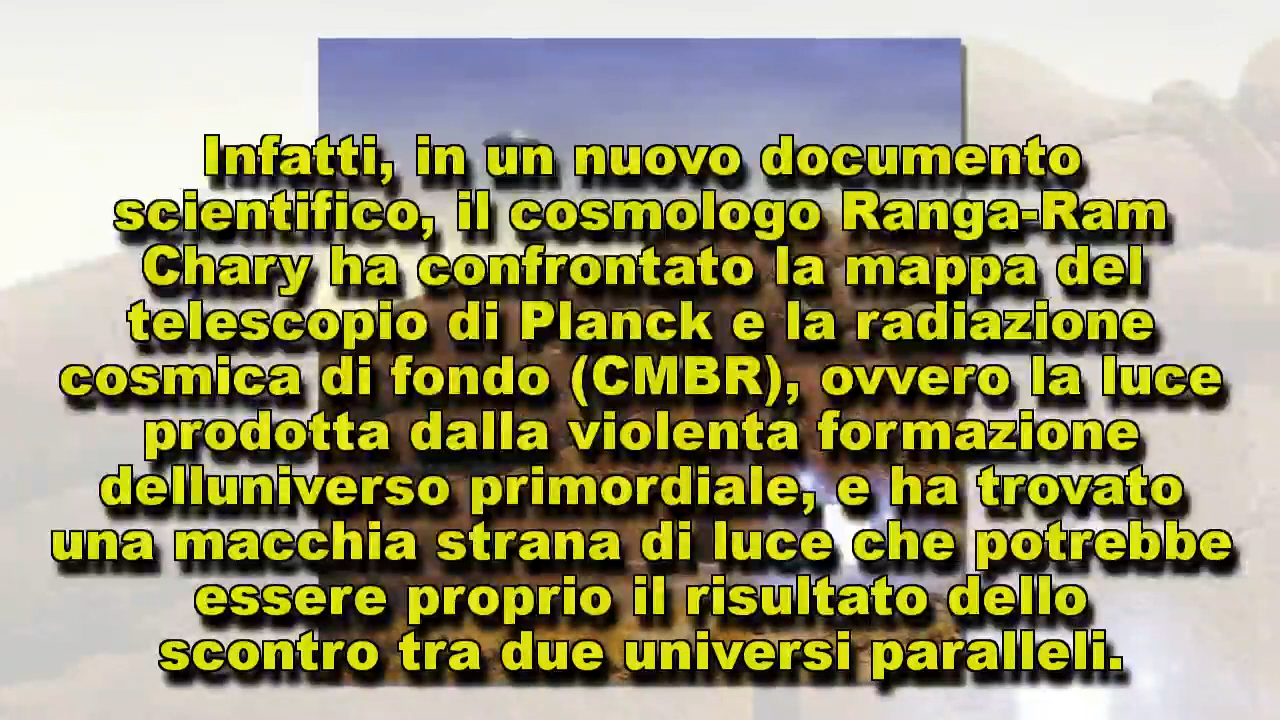 Infatti, in un nuovo documento
scientifico, il cosmologo Ranga-Ram
Chary ha confrontato la mappa del
telescopio di Planck e la radiazione
cosmica di fondo (CMBR), ovvero la luce
prodotta dalla violenta formazione
delluniverso primordiale, e ha trovato
una macchia strana di luce che potrebbe
essere proprio il risultato dello
scontro tra due universi paralleli.